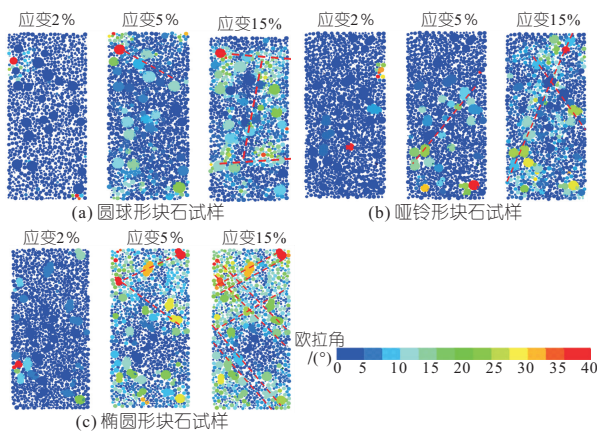 应变2% 应变5% 应变15% 应变2% 应变5% 应变15%
(a) 圆球形块石试样 (b) 哑铃形块石试样
应变2% 应变5% 应变15%
欧拉角
/(°)
0 5 10 15 20 25 30 35 40
(c) 椭圆形块石试样